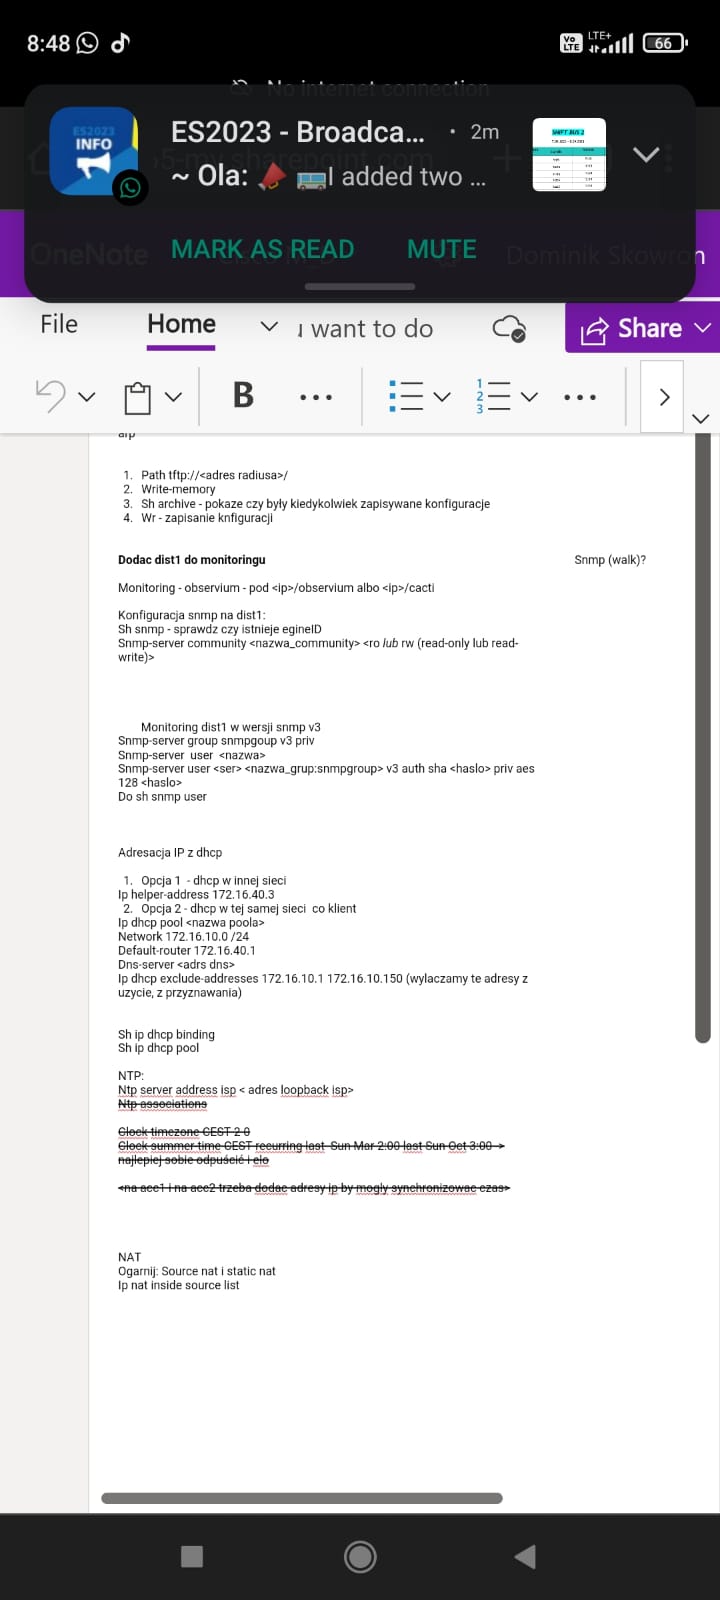 8:48
VO LTE
LTE+
66
No internet connection
ES2023 INFO
ES2023 - Broadca... · 2m
~ Ola: 📣 🚌I added two ...
SHIFT BUS 2
MARK AS READ MUTE
OneNote
Dominik Skowron
File Home want to do Share
B
arp
1. Path tftp://<adres radiusa>/
2. Write-memory
3. Sh archive - pokaze czy były kiedykolwiek zapisywane konfiguracje
4. Wr - zapisanie knfiguracji
Dodac dist1 do monitoringu
Snmp (walk)?
Monitoring - observium - pod <ip>/observium albo <ip>/cacti
Konfiguracja snmp na dist1:
Sh snmp - sprawdz czy istnieje egineID
Snmp-server community <nazwa_community> <ro lub rw (read-only lub read-
write)>
Monitoring dist1 w wersji snmp v3
Snmp-server group snmpgoup v3 priv
Snmp-server user <nazwa>
Snmp-server user <ser> <nazwa_grup:snmpgroup> v3 auth sha <haslo> priv aes
128 <haslo>
Do sh snmp user
Adresacja IP z dhcp
1. Opcja 1 - dhcp w innej sieci
Ip helper-address 172.16.40.3
2. Opcja 2 - dhcp w tej samej sieci co klient
Ip dhcp pool <nazwa poola>
Network 172.16.10.0 /24
Default-router 172.16.40.1
Dns-server <adrs dns>
Ip dhcp exclude-addresses 172.16.10.1 172.16.10.150 (wylaczamy te adresy z
uzycie, z przyznawania)
Sh ip dhcp binding
Sh ip dhcp pool
NTP:
Ntp server address isp < adres loopback isp>
Ntp associations
Clock timezone CEST 2 0
Clock summer time CEST recurring last Sun Mar 2:00 last Sun Oct 3:00 ->
najlepiej sobie odpuścić i elo
<na acc1 i na acc2 trzeba dodac adresy ip by mogly synchronizowac czas>
NAT
Ogarnij: Source nat i static nat
Ip nat inside source list